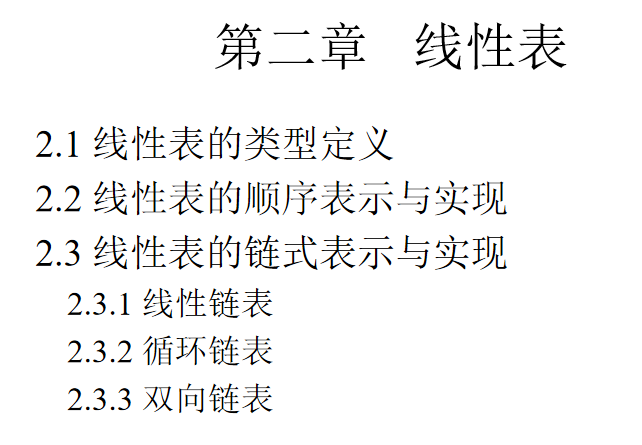 第二章 线性表
2.1 线性表的类型定义
2.2 线性表的顺序表示与实现
2.3 线性表的链式表示与实现
2.3.1 线性链表
2.3.2 循环链表
2.3.3 双向链表